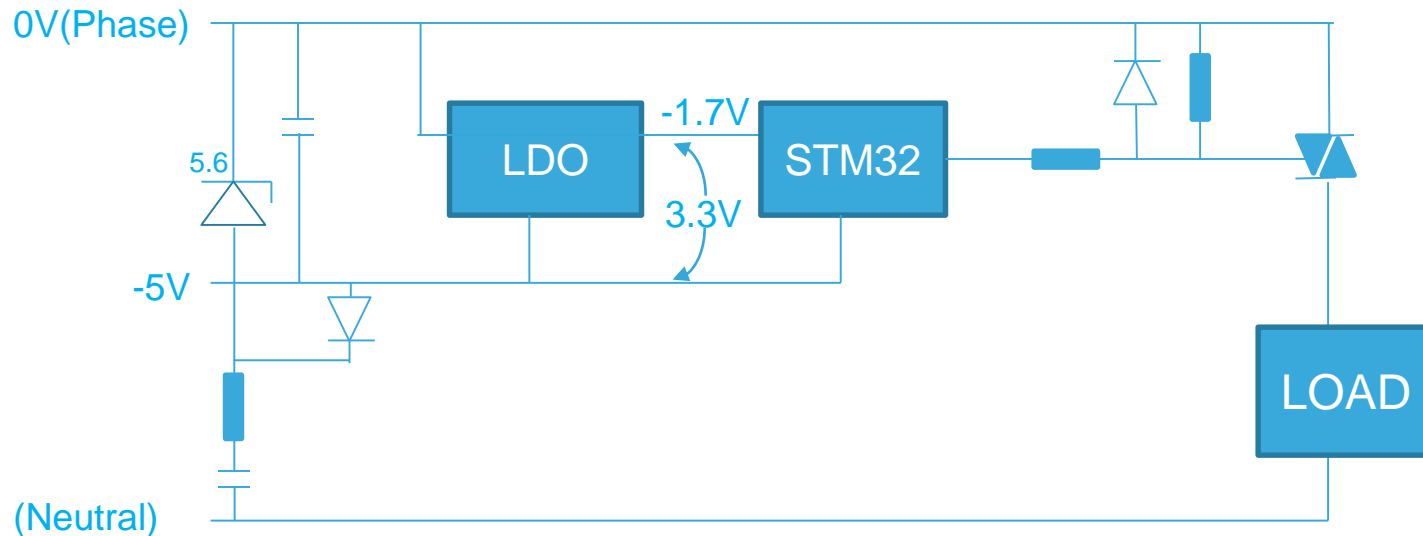 0V(Phase)
-1.7V
LDO
STM32
5.6
3.3V
-5V
LOAD
(Neutral)